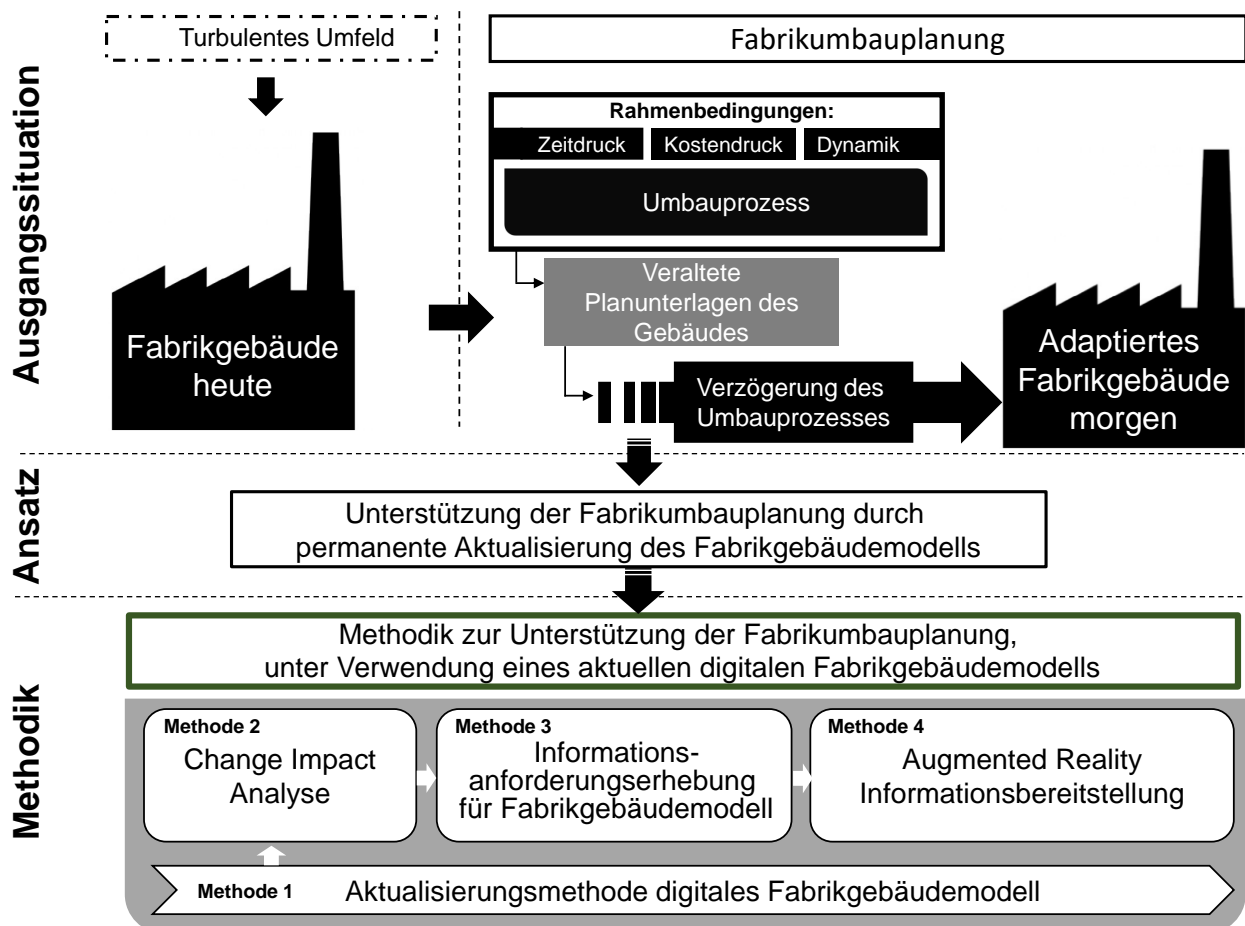 Ausgangssituation
Turbulentes Umfeld
Fabrikgebäude
heute
Fabrikumbauplanung
Rahmenbedingungen:
Zeitdruck
Kostendruck
Dynamik
Umbauprozess
Veraltete
Planunterlagen des
Gebäudes
Verzögerung des
Umbauprozesses
Adaptiertes
Fabrikgebäude
morgen
Ansatz
Unterstützung der Fabrikumbauplanung durch
permanente Aktualisierung des Fabrikgebäudemodells
Methodik
Methodik zur Unterstützung der Fabrikumbauplanung,
unter Verwendung eines aktuellen digitalen Fabrikgebäudemodells
Methode 2
Change Impact
Analyse
Methode 3
Informations-
anforderungserhebung
für Fabrikgebäudemodell
Methode 4
Augmented Reality
Informationsbereitstellung
Methode 1
Aktualisierungsmethode digitales Fabrikgebäudemodell